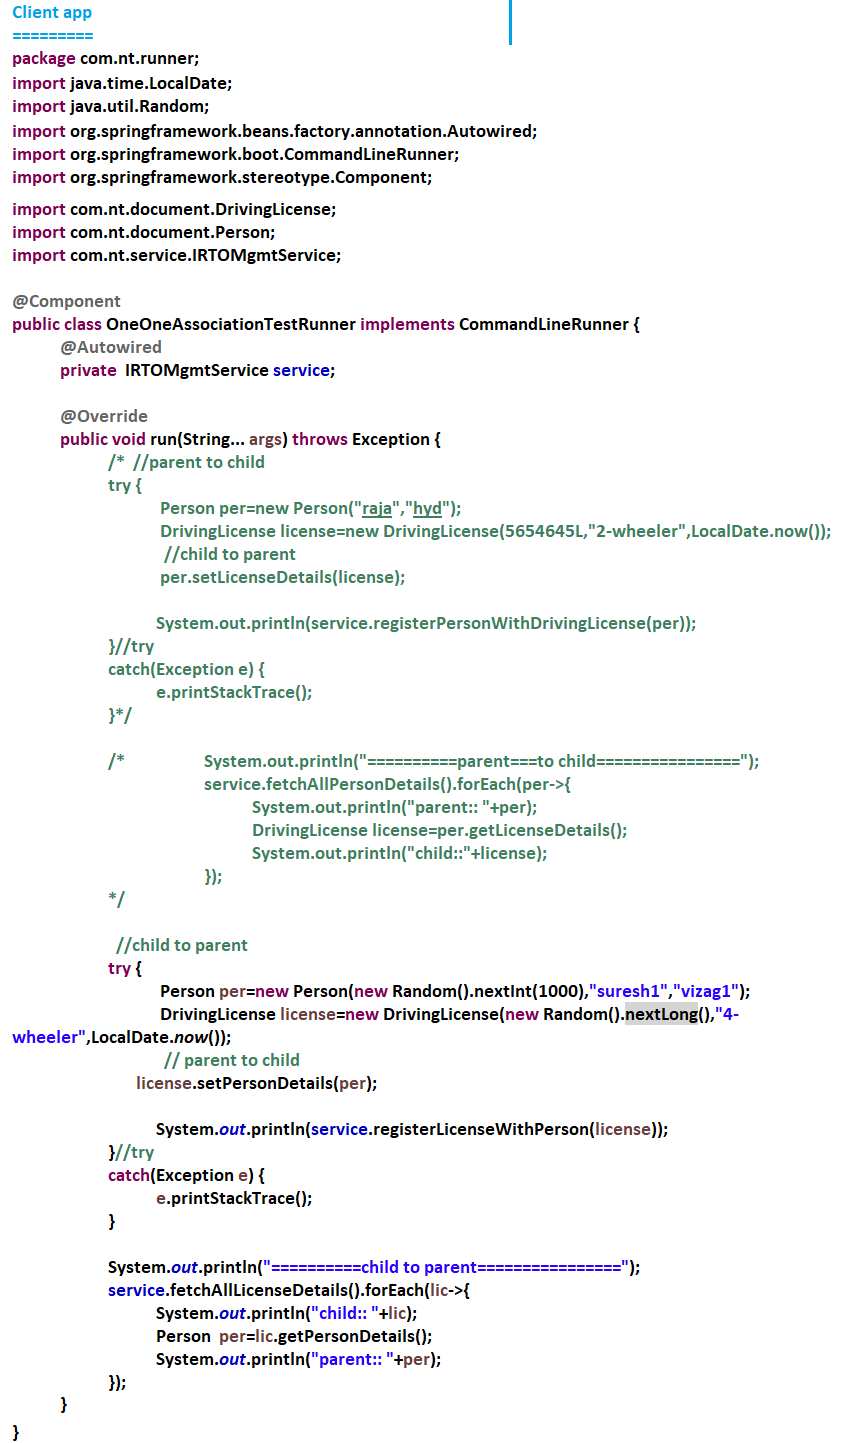 Client app
=========
package com.nt.runner;
import java.time.LocalDate;
import java.util.Random;
import org.springframework.beans.factory.annotation.Autowired;
import org.springframework.boot.CommandLineRunner;
import org.springframework.stereotype.Component;
import com.nt.document.DrivingLicense;
import com.nt.document.Person;
import com.nt.service.IRTOMgmtService;
@Component
public class OneOneAssociationTestRunner implements CommandLineRunner {
@Autowired
private  IRTOMgmtService service;
@Override
public void run(String... args) throws Exception {
/*  //parent to child
try {
Person per=new Person("raja","hyd");
DrivingLicense license=new DrivingLicense(5654645L,"2-wheeler",LocalDate.now());
//child to parent
per.setLicenseDetails(license);
System.out.println(service.registerPersonWithDrivingLicense(per));
}//try
catch(Exception e) {
e.printStackTrace();
}*/
/* System.out.println("==========parent===to child================");
service.fetchAllPersonDetails().forEach(per->{
System.out.println("parent:: "+per);
DrivingLicense license=per.getLicenseDetails();
System.out.println("child::"+license);
});
*/
//child to parent
try {
Person per=new Person(new Random().nextInt(1000),"suresh1","vizag1");
DrivingLicense license=new DrivingLicense(new Random().nextLong(),"4-
wheeler",LocalDate.now());
// parent to child
license.setPersonDetails(per);
System.out.println(service.registerLicenseWithPerson(license));
}//try
catch(Exception e) {
e.printStackTrace();
}
System.out.println("==========child to parent================");
service.fetchAllLicenseDetails().forEach(lic->{
System.out.println("child:: "+lic);
Person  per=lic.getPersonDetails();
System.out.println("parent:: "+per);
});
}
}